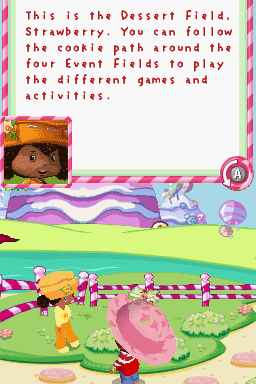 This is the Dessert Field,
Strawberry. You can follow
the cookie path around the
four Event Fields to play
the different games and
activities.
A